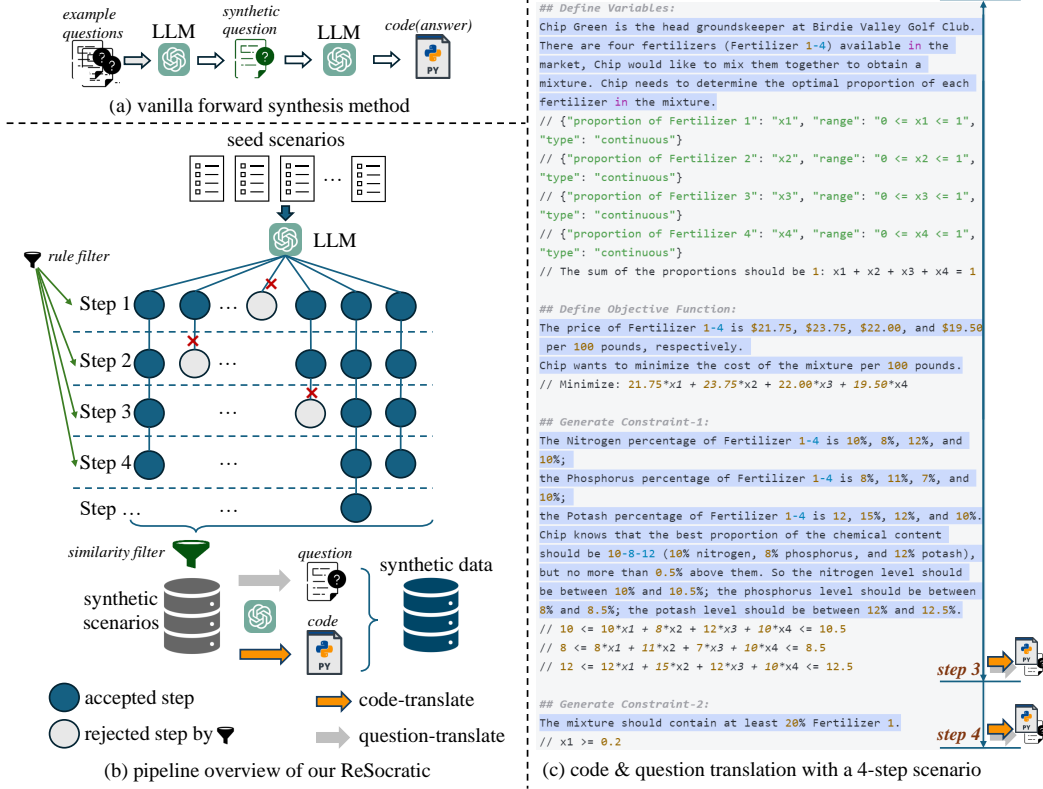 example
questions
LLM
synthetic
question
LLM
code(answer)
PY
(a) vanilla forward synthesis method
seed scenarios
...
LLM
rule filter
Step 1
...
Step 2
...
Step 3
...
Step 4
...
Step ...
...
similarity filter
question
synthetic data
synthetic
scenarios
code
PY
accepted step
code-translate
rejected step by
question-translate
(b) pipeline overview of our ReSocratic
## Define Variables:
Chip Green is the head groundskeeper at Birdie Valley Golf Club.
There are four fertilizers (Fertilizer 1-4) available in the
market, Chip would like to mix them together to obtain a
mixture. Chip needs to determine the optimal proportion of each
fertilizer in the mixture.
// {"proportion of Fertilizer 1": "x1", "range": "0 <= x1 <= 1",
"type": "continuous"}
// {"proportion of Fertilizer 2": "x2", "range": "0 <= x2 <= 1",
"type": "continuous"}
// {"proportion of Fertilizer 3": "x3", "range": "0 <= x3 <= 1",
"type": "continuous"}
// {"proportion of Fertilizer 4": "x4", "range": "0 <= x4 <= 1",
"type": "continuous"}
// The sum of the proportions should be 1: x1 + x2 + x3 + x4 = 1
## Define Objective Function:
The price of Fertilizer 1-4 is $21.75, $23.75, $22.00, and $19.50
per 100 pounds, respectively.
Chip wants to minimize the cost of the mixture per 100 pounds.
// Minimize: 21.75*x1 + 23.75*x2 + 22.00*x3 + 19.50*x4
## Generate Constraint-1:
The Nitrogen percentage of Fertilizer 1-4 is 10%, 8%, 12%, and
10%;
the Phosphorus percentage of Fertilizer 1-4 is 8%, 11%, 7%, and
10%;
the Potash percentage of Fertilizer 1-4 is 12, 15%, 12%, and 10%.
Chip knows that the best proportion of the chemical content
should be 10-8-12 (10% nitrogen, 8% phosphorus, and 12% potash),
but no more than 0.5% above them. So the nitrogen level should
be between 10% and 10.5%; the phosphorus level should be between
8% and 8.5%; the potash level should be between 12% and 12.5%.
// 10 <= 10*x1 + 8*x2 + 12*x3 + 10*x4 <= 10.5
// 8 <= 8*x1 + 11*x2 + 7*x3 + 10*x4 <= 8.5
// 12 <= 12*x1 + 15*x2 + 12*x3 + 10*x4 <= 12.5
step 3
PY
## Generate Constraint-2:
The mixture should contain at least 20% Fertilizer 1.
// x1 >= 0.2
step 4
PY
(c) code & question translation with a 4-step scenario